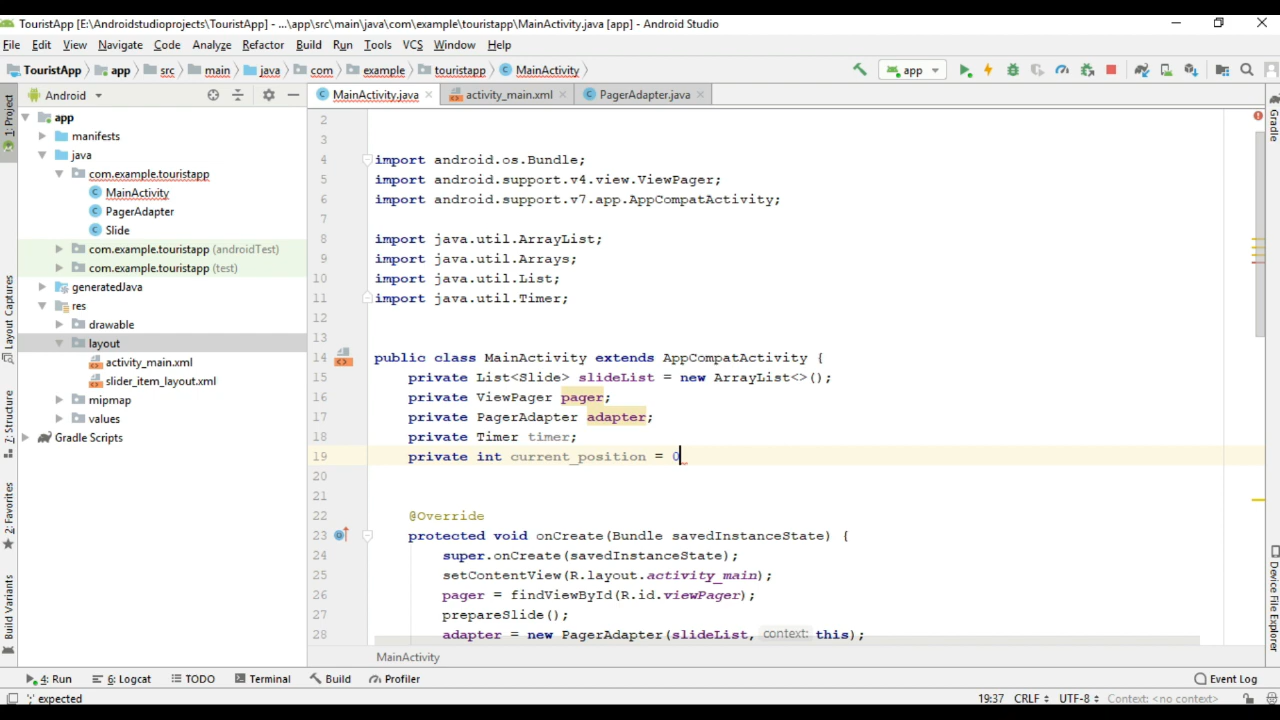 TouristApp [E:\Androidstudioprojects\TouristApp] - ...\app\src\main\java\com\example\touristapp\MainActivity.java [app] - Android Studio
File Edit View Navigate Code Analyze Refactor Build Run Tools VCS Window Help
TouristApp app src main java com example touristapp MainActivity app
Android MainActivity.java activity_main.xml PagerAdapter.java
1: Project
Layout Captures
Z: Structure
2: Favorites
Build Variants
app
manifests
java
com.example.touristapp
MainActivity
PagerAdapter
Slide
com.example.touristapp (androidTest)
com.example.touristapp (test)
generatedJava
res
drawable
layout
activity_main.xml
slider_item_layout.xml
mipmap
values
Gradle Scripts
2
3
4 import android.os.Bundle;
5 import android.support.v4.view.ViewPager;
6 import android.support.v7.app.AppCompatActivity;
7
8 import java.util.ArrayList;
9 import java.util.Arrays;
10 import java.util.List;
11 import java.util.Timer;
12
13
14 public class MainActivity extends AppCompatActivity {
15 private List<Slide> slideList = new ArrayList<>();
16 private ViewPager pager;
17 private PagerAdapter adapter;
18 private Timer timer;
19 private int current_position = 0
20
21
22 @Override
23 protected void onCreate(Bundle savedInstanceState) {
24 super.onCreate(savedInstanceState);
25 setContentView(R.layout.activity_main);
26 pager = findViewById(R.id.viewPager);
27 prepareSlide();
28 adapter = new PagerAdapter(slideList, context: this);
MainActivity
Gradle
Device File Explorer
4: Run 6: Logcat TODO Terminal Build Profiler Event Log
';' expected 19:37 CRLF UTF-8 Context: <no context>